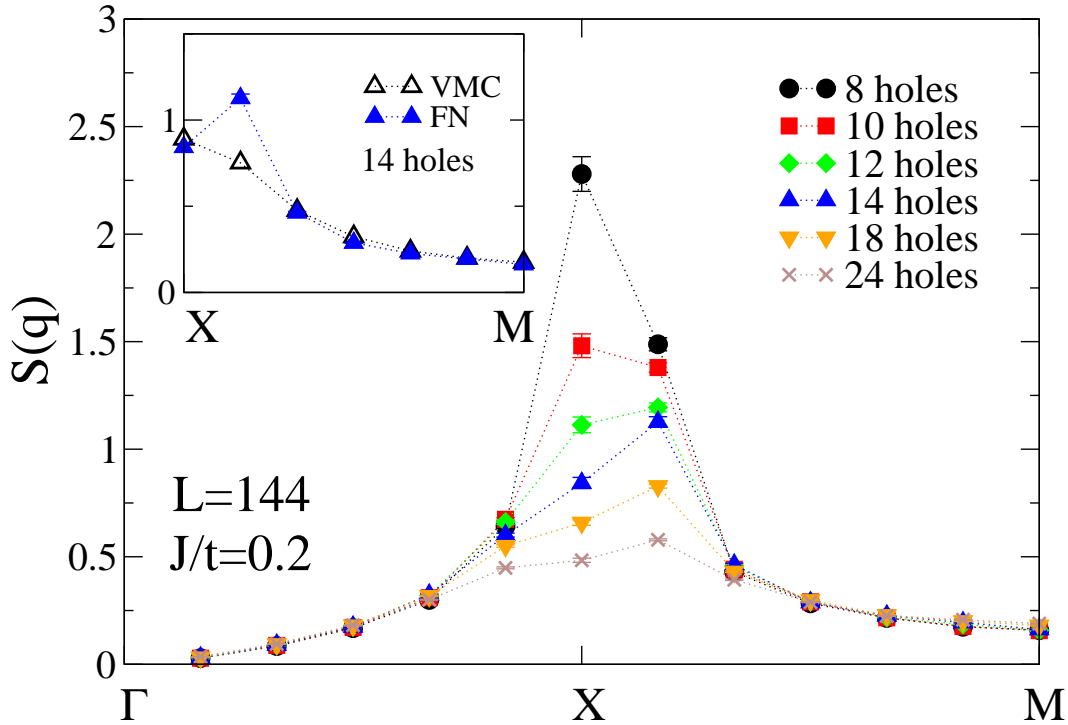 3
2.5
2
1.5
1
0.5
0
S(q)
Γ
X
M
L=144
J/t=0.2
8 holes
10 holes
12 holes
14 holes
18 holes
24 holes
1
0
X
M
VMC
FN
14 holes